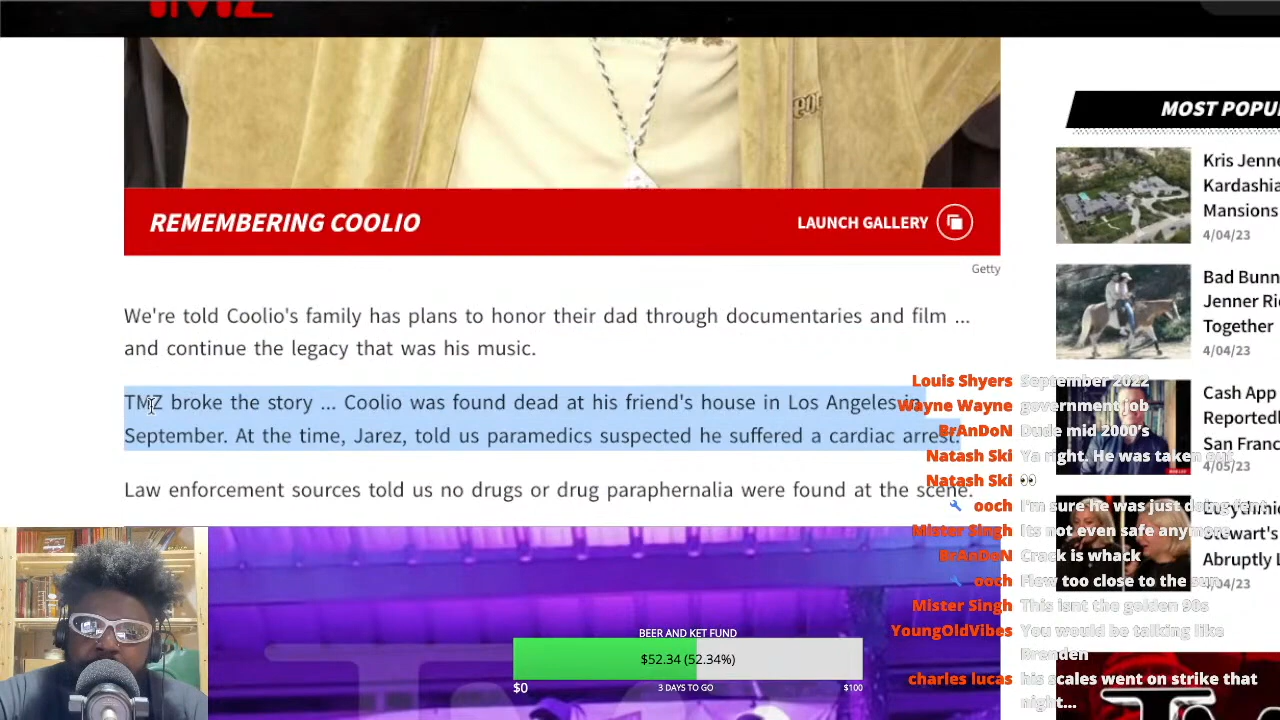 TMZ
MOST POPU
Kris Jenne
Kardashia
Mansions
4/04/23
REMEMBERING COOLIO
LAUNCH GALLERY
Getty
Bad Bunn
Jenner Ri
Together
4/04/23
We're told Coolio's family has plans to honor their dad through documentaries and film ...
and continue the legacy that was his music.
TMZ broke the story ... Coolio was found dead at his friend's house in Los Angeles in
September. At the time, Jarez, told us paramedics suspected he suffered a cardiac arrest.
Law enforcement sources told us no drugs or drug paraphernalia were found at the scene.
Cash App
Reportedl
San Franc
4/05/23
Stewart's
Abruptly L
4/04/23
Louis Shyers September 2022
Wayne Wayne government job
BrAnDoN Dude mid 2000's
Natash Ski Ya right. He was taken out
Natash Ski 👀
ooch I'm sure he was just doing fent
Mister Singh Its not even safe anymore
BrAnDoN Crack is whack
ooch Flew too close to the sun
Mister Singh This isnt the golden 90s
YoungOldVibes You would be talking like
Brenden
charles lucas his scales went on strike that
night...
BEER AND KET FUND
$52.34 (52.34%)
$0 3 DAYS TO GO $100